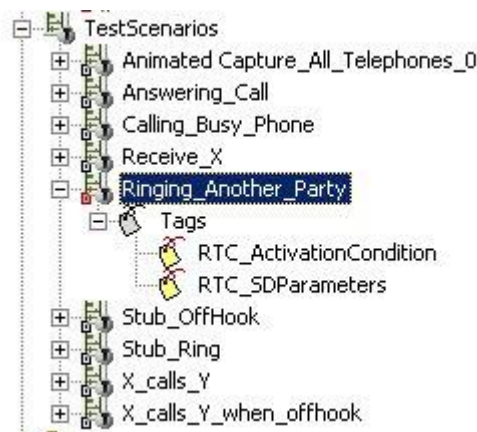 TestScenarios
Animated Capture_All_Telephones_0
Answering_Call
Calling_Busy_Phone
Receive_X
Ringing_Another_Party
Tags
RTC_ActivationCondition
RTC_SDParameters
Stub_OffHook
Stub_Ring
X_calls_Y
X_calls_Y_when_offhook